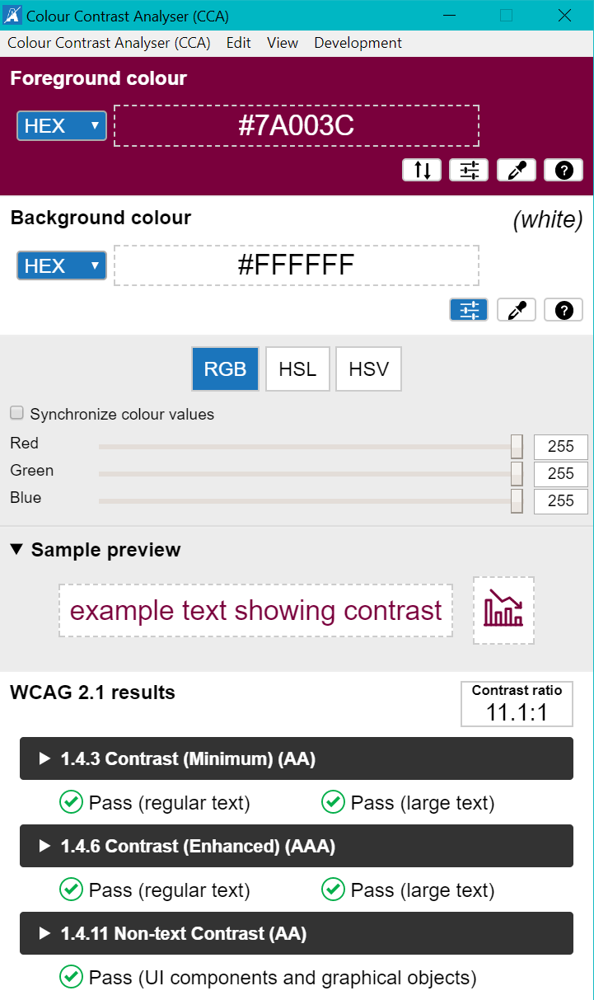 Colour Contrast Analyser (CCA)
Colour Contrast Analyser (CCA) Edit View Development
Foreground colour
HEX #7A003C
Background colour (white)
HEX #FFFFFF
RGB HSL HSV
Synchronize colour values
Red 255
Green 255
Blue 255
Sample preview
example text showing contrast
WCAG 2.1 results
Contrast ratio
11.1:1
1.4.3 Contrast (Minimum) (AA)
Pass (regular text) Pass (large text)
1.4.6 Contrast (Enhanced) (AAA)
Pass (regular text) Pass (large text)
1.4.11 Non-text Contrast (AA)
Pass (UI components and graphical objects)